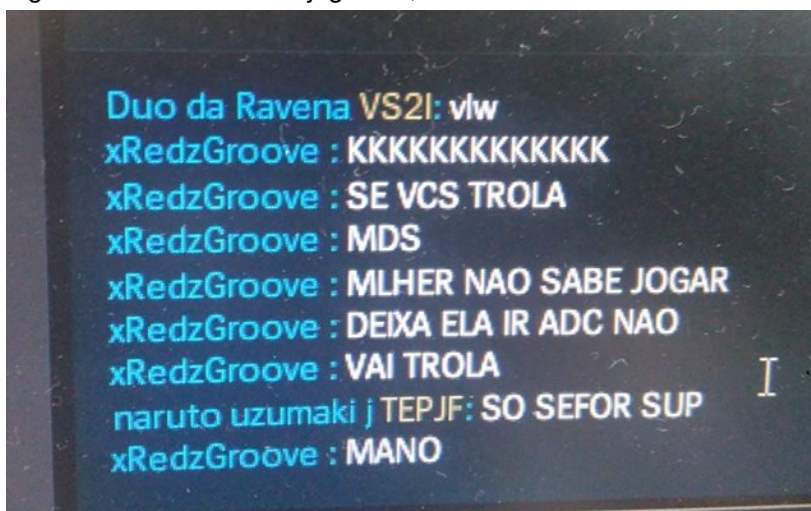 Duo da Ravena VS2I: vlw
xRedzGroove : KKKKKKKKKKKKK
xRedzGroove : SE VCS TROLA
xRedzGroove : MDS
xRedzGroove : MLHER NAO SABE JOGAR
xRedzGroove : DEIXA ELA IR ADC NAO
xRedzGroove : VAI TROLA
naruto uzumaki j TEPJF: SO SEFOR SUP
xRedzGroove : MANO